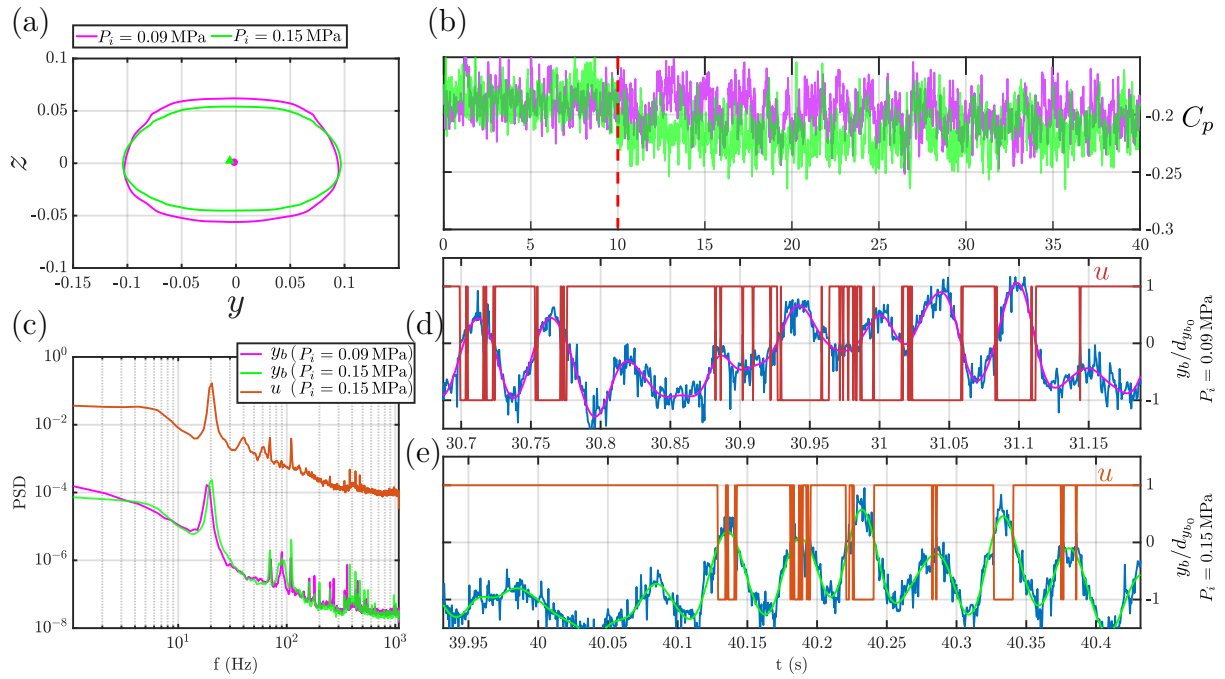 (a)
P_i = 0.09 MPa P_i = 0.15 MPa
0.1
0.05
0
-0.05
-0.1
z
-0.15 -0.1 -0.05 0 0.05 0.1
y
(b)
-0.2
-0.25
-0.3
C_p
0 5 10 15 20 25 30 35 40
(c)
y_b (P_i = 0.09 MPa)
y_b (P_i = 0.15 MPa)
u (P_i = 0.15 MPa)
10^0
10^-2
10^-4
10^-6
10^-8
PSD
10^1 10^2 10^3
f (Hz)
(d)
u
1
0
-1
y_b/d_{y_{b_0}}
P_i = 0.09 MPa
30.7 30.75 30.8 30.85 30.9 30.95 31 31.05 31.1 31.15
(e)
u
1
0
-1
y_b/d_{y_{b_0}}
P_i = 0.15 MPa
39.95 40 40.05 40.1 40.15 40.2 40.25 40.3 40.35 40.4
t (s)